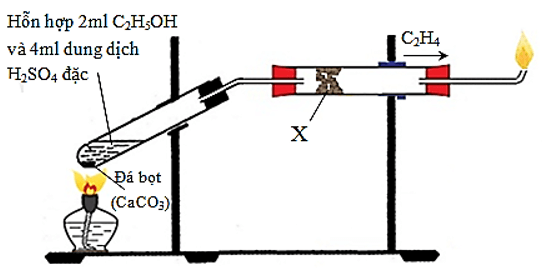 Hỗn hợp 2ml C₂H₅OH
và 4ml dung dịch
H₂SO₄ đặc
C₂H₄
X
Đá bọt
(CaCO₃)